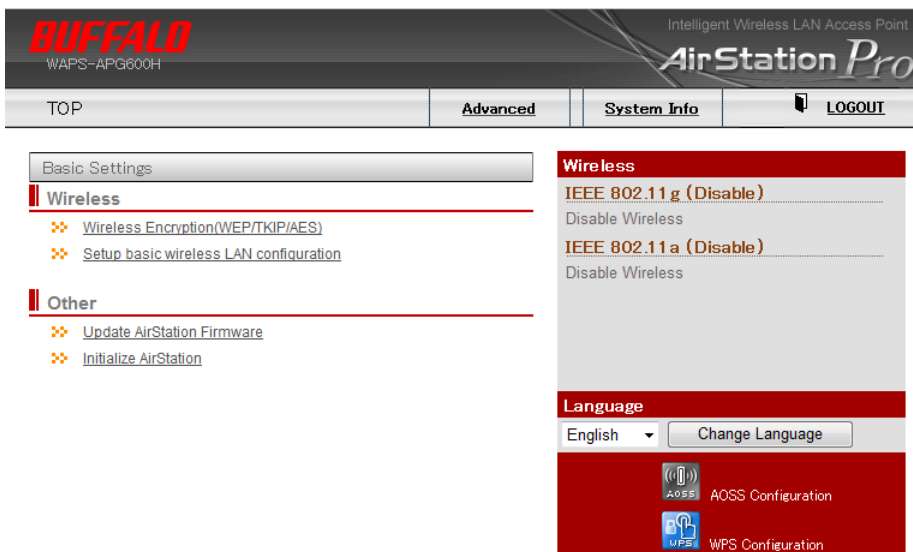 BUFFALO
WAPS-APG600H
Intelligent Wireless LAN Access Point
AirStation Pro
TOP
Advanced
System Info
LOGOUT
Basic Settings
Wireless
Wireless Encryption(WEP/TKIP/AES)
Setup basic wireless LAN configuration
Other
Update AirStation Firmware
Initialize AirStation
Wireless
IEEE 802.11g (Disable)
Disable Wireless
IEEE 802.11a (Disable)
Disable Wireless
Language
English
Change Language
AOSS
AOSS Configuration
WPS
WPS Configuration